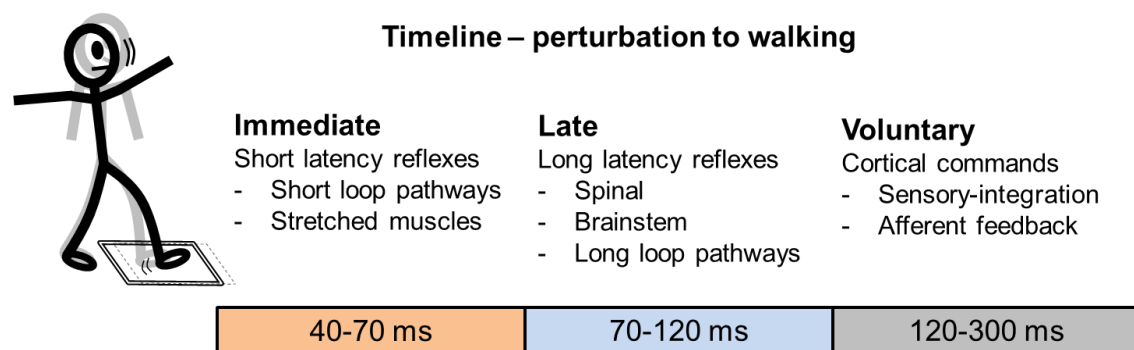 Timeline – perturbation to walking
Immediate
Short latency reflexes
- Short loop pathways
- Stretched muscles
Late
Long latency reflexes
- Spinal
- Brainstem
- Long loop pathways
Voluntary
Cortical commands
- Sensory-integration
- Afferent feedback
40-70 ms
70-120 ms
120-300 ms